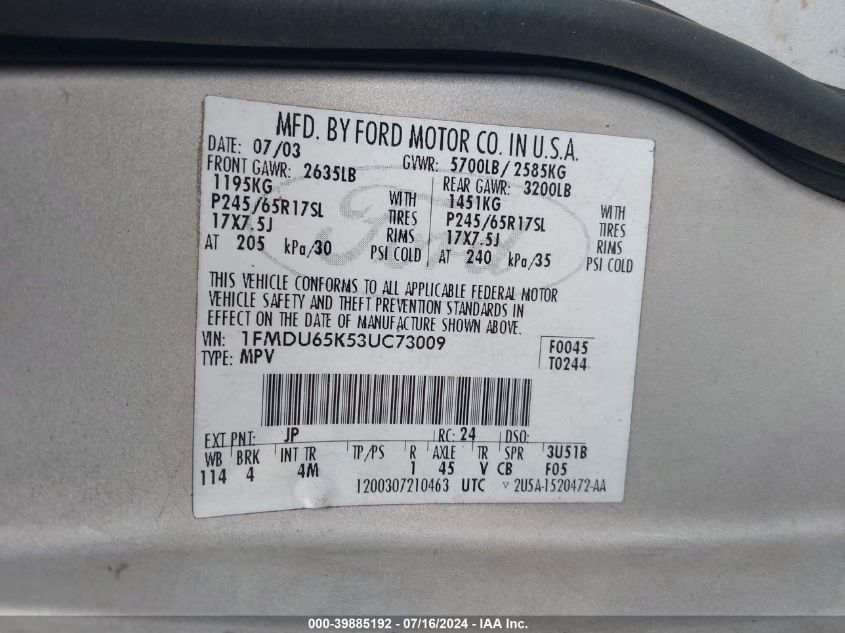 MFD. BY FORD MOTOR CO. IN U.S.A.
DATE: 07/03 GVWR: 5700LB/ 2585KG
FRONT GAWR: 2635LB REAR GAWR: 3200LB
1195KG WITH 1451KG WITH
P245/65R17SL TIRES P245/65R17SL TIRES
17X7.5J RIMS 17X7.5J RIMS
AT 205 kPa/30 PSI COLD AT 240 kPa/35 PSI COLD
Ford
THIS VEHICLE CONFORMS TO ALL APPLICABLE FEDERAL MOTOR
VEHICLE SAFETY AND THEFT PREVENTION STANDARDS IN
EFFECT ON THE DATE OF MANUFACTURE SHOWN ABOVE.
VIN: 1FMDU65K53UC73009 F0045
TYPE: MPV T0244
EXT PNT: JP RC: 24 DSO:
WB BRK INT TR TP/PS R AXLE TR SPR 3U51B
114 4 4M 1 45 V CB F05
1200307210463 UTC V 2U5A-1520472-AA
000-39885192 - 07/16/2024 - IAA Inc.